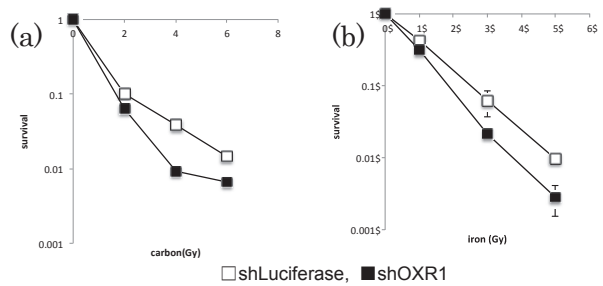 (a)
0 2 4 6 8
1
0.1
0.01
0.001
survival
carbon(Gy)
(b)
0$ 1$ 2$ 3$ 4$ 5$ 6$
1$
0.1$
0.01$
0.001$
survival
iron (Gy)
shLuciferase, shOXR1